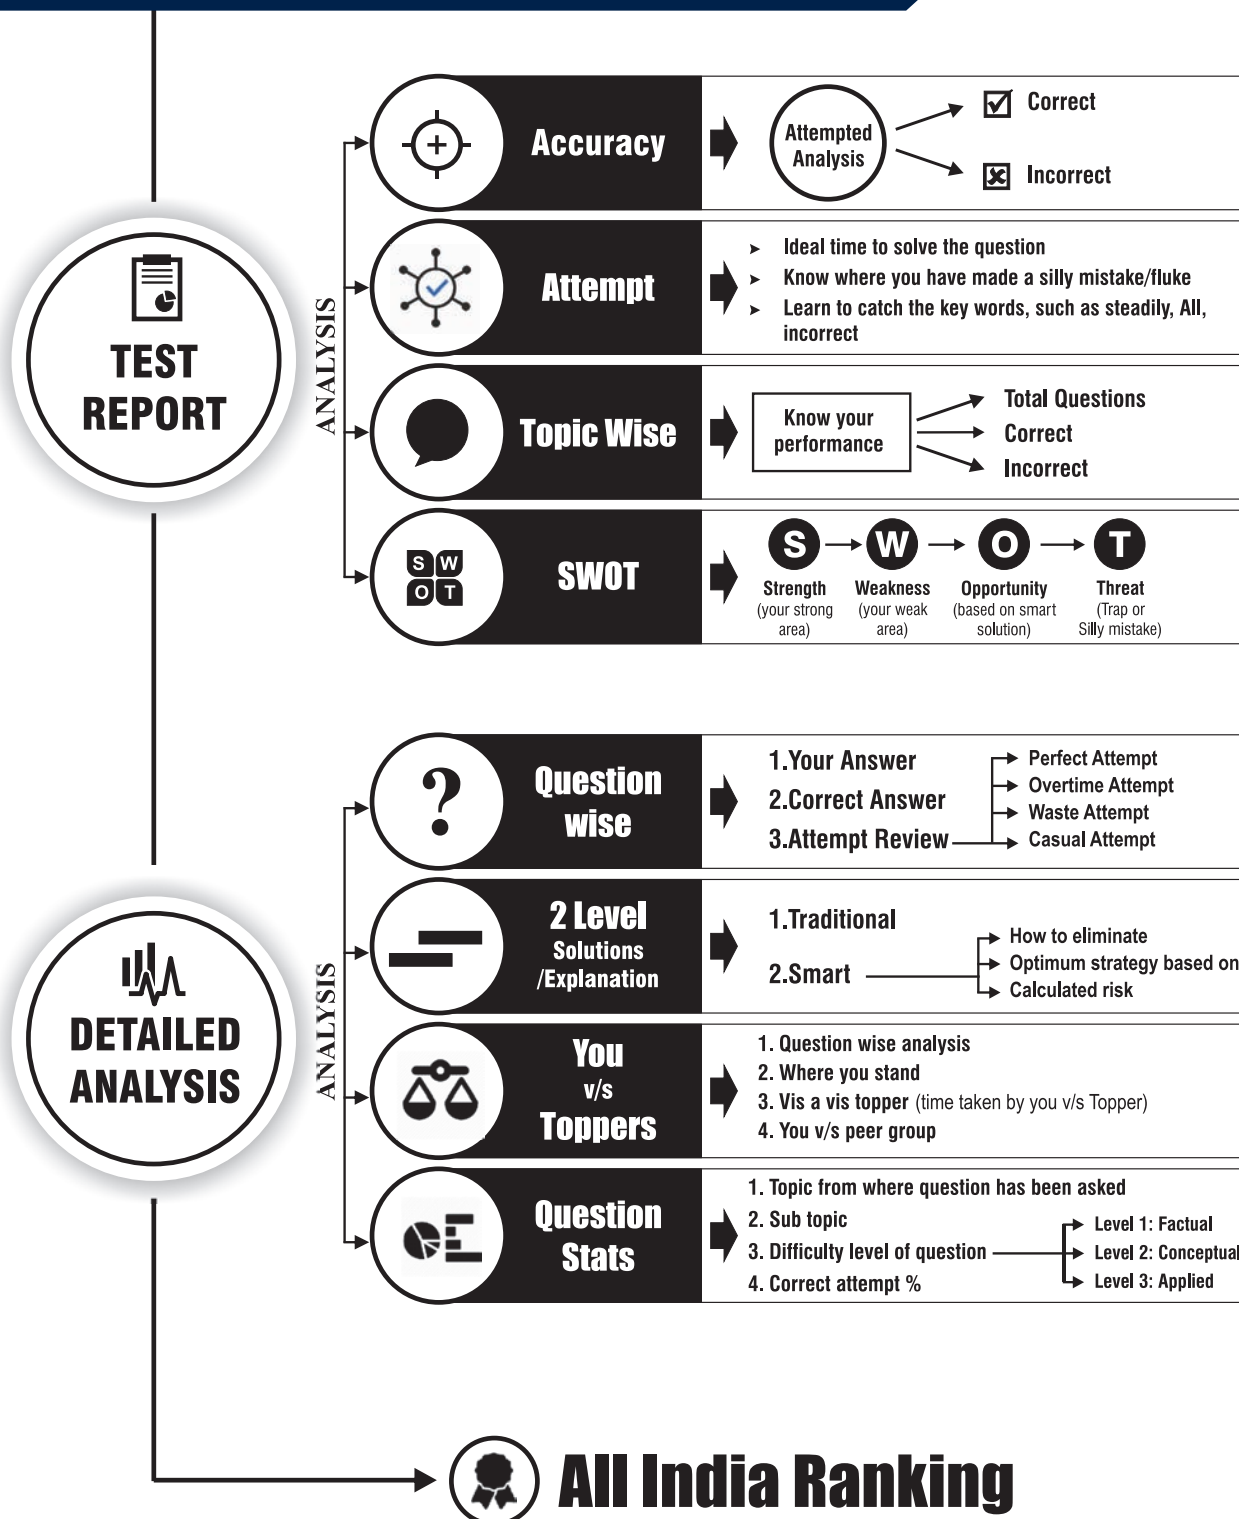 TEST
REPORT
ANALYSIS
Accuracy
Attempted
Analysis
Correct
Incorrect
Attempt
➤ Ideal time to solve the question
➤ Know where you have made a silly mistake/fluke
➤ Learn to catch the key words, such as steadily, All,
incorrect
Topic Wise
Know your
performance
Total Questions
Correct
Incorrect
S W
O T
SWOT
S W O T
Strength
(your strong
area)
Weakness
(your weak
area)
Opportunity
(based on smart
solution)
Threat
(Trap or
Silly mistake)
DETAILED
ANALYSIS
ANALYSIS
?
Question
wise
1.Your Answer
2.Correct Answer
3.Attempt Review
Perfect Attempt
Overtime Attempt
Waste Attempt
Casual Attempt
2 Level
Solutions
/Explanation
1.Traditional
2.Smart
How to eliminate
Optimum strategy based on
Calculated risk
You
v/s
Toppers
1. Question wise analysis
2. Where you stand
3. Vis a vis topper (time taken by you v/s Topper)
4. You v/s peer group
Question
Stats
1. Topic from where question has been asked
2. Sub topic
3. Difficulty level of question
4. Correct attempt %
Level 1: Factual
Level 2: Conceptual
Level 3: Applied
All India Ranking